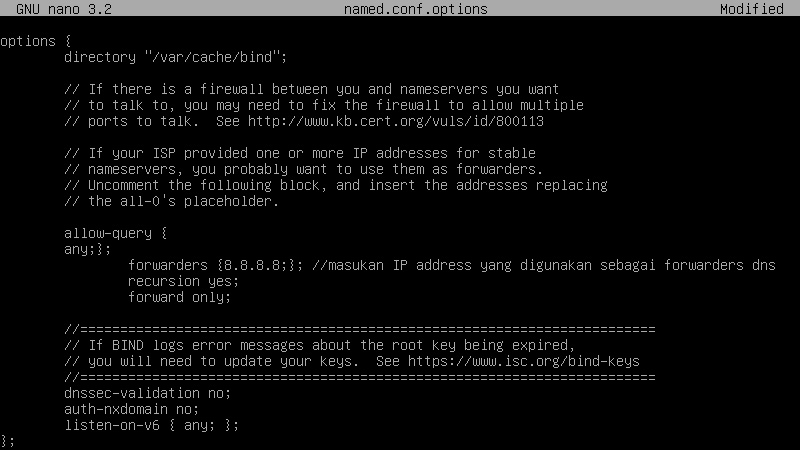 GNU nano 3.2 named.conf.options Modified
options {
directory "/var/cache/bind";
// If there is a firewall between you and nameservers you want
// to talk to, you may need to fix the firewall to allow multiple
// ports to talk.  See http://www.kb.cert.org/vuls/id/800113
// If your ISP provided one or more IP addresses for stable
// nameservers, you probably want to use them as forwarders.
// Uncomment the following block, and insert the addresses replacing
// the all-0's placeholder.
allow-query {
any;};
forwarders {8.8.8.8;}; //masukan IP address yang digunakan sebagai forwarders dns
recursion yes;
forward only;
//========================================================================
// If BIND logs error messages about the root key being expired,
// you will need to update your keys.  See https://www.isc.org/bind-keys
//========================================================================
dnssec-validation no;
auth-nxdomain no;
listen-on-v6 { any; };
};